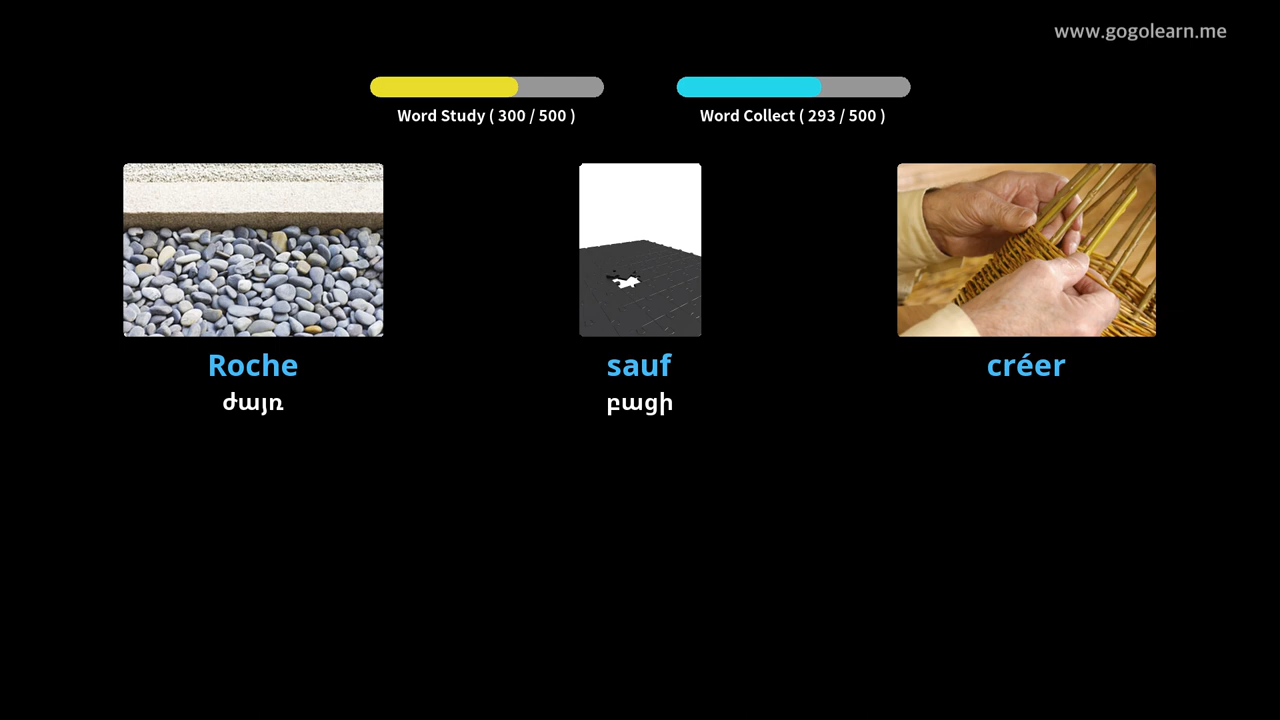 www.gogolearn.me
Word Study ( 300 / 500 )
Word Collect ( 293 / 500 )
Roche
sauf
créer
ժայռ
բացի